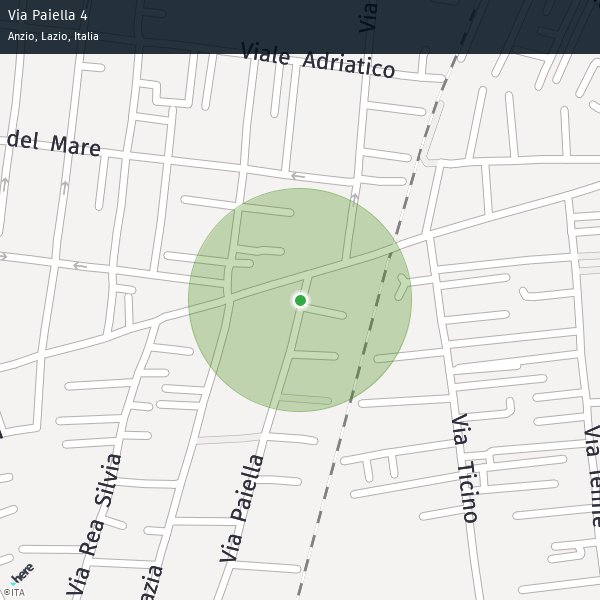 Via Paiella 4
Anzio, Lazio, Italia
Via
Viale Adriatico
del Mare
Via Rea Silvia
Via Paiella
Via Ticino
Via
azia
here
©ITA